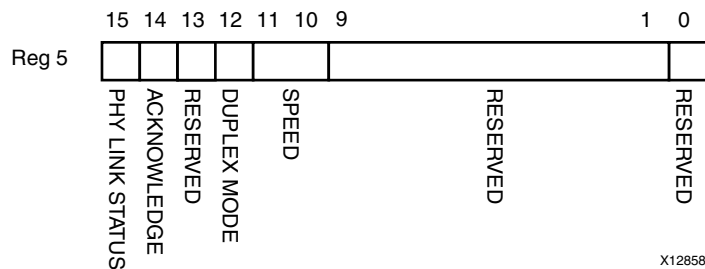 15 14 13 12 11 10 9 1 0
Reg 5
PHY LINK STATUS
ACKNOWLEDGE
RESERVED
DUPLEX MODE
SPEED
RESERVED
RESERVED
X12858